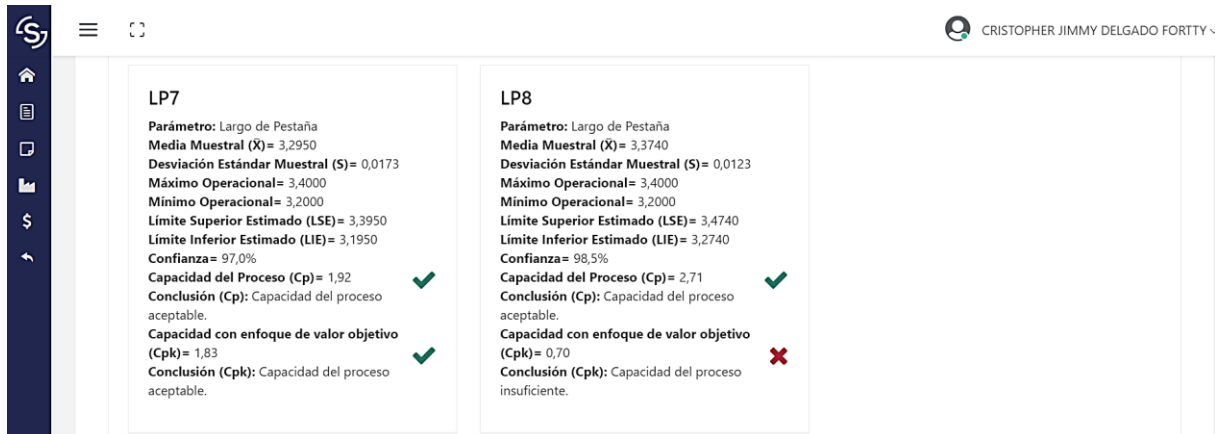 CRISTOPHER JIMMY DELGADO FORTTY
LP7
Parámetro: Largo de Pestaña
Media Muestral (X̄)= 3,2950
Desviación Estándar Muestral (S)= 0,0173
Máximo Operacional= 3,4000
Mínimo Operacional= 3,2000
Límite Superior Estimado (LSE)= 3,3950
Límite Inferior Estimado (LIE)= 3,1950
Confianza= 97,0%
Capacidad del Proceso (Cp)= 1,92
Conclusión (Cp): Capacidad del proceso
aceptable.
Capacidad con enfoque de valor objetivo
(Cpk)= 1,83
Conclusión (Cpk): Capacidad del proceso
aceptable.
LP8
Parámetro: Largo de Pestaña
Media Muestral (X̄)= 3,3740
Desviación Estándar Muestral (S)= 0,0123
Máximo Operacional= 3,4000
Mínimo Operacional= 3,2000
Límite Superior Estimado (LSE)= 3,4740
Límite Inferior Estimado (LIE)= 3,2740
Confianza= 98,5%
Capacidad del Proceso (Cp)= 2,71
Conclusión (Cp): Capacidad del proceso
aceptable.
Capacidad con enfoque de valor objetivo
(Cpk)= 0,70
Conclusión (Cpk): Capacidad del proceso
insuficiente.